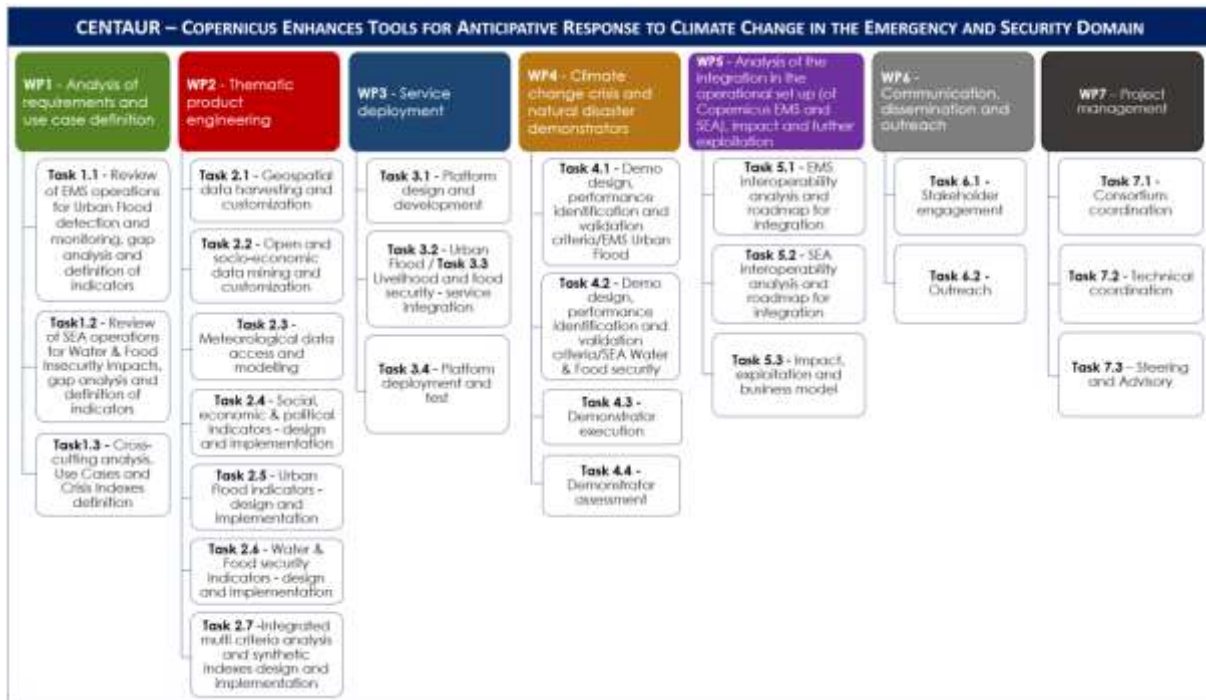 CENTAUR – COPERNICUS ENHANCES TOOLS FOR ANTICIPATIVE RESPONSE TO CLIMATE CHANGE IN THE EMERGENCY AND SECURITY DOMAIN
WP1 - Analysis of
requirements and
use case definition
Task 1.1 - Review
of EMS operations
for Urban Flood
detection and
monitoring, gap
analysis and
definition of
indicators
Task1.2 - Review
of SEA operations
for Water & Food
Insecurity Impacts,
gap analysis and
definition of
indicators
Task1.3 - Cross-
cutting analysis,
Use Cases and
Crisis Indexes
definition
WP2 - Thematic
product
engineering
Task 2.1 - Geospatial
data harvesting and
customization
Task 2.2 - Open and
socio-economic
data mining and
customization
Task 2.3 -
Meteorological data
access and
modelling
Task 2.4 - Social,
economic & political
indicators - design
and implementation
Task 2.5 - Urban
Flood indicators -
design and
implementation
Task 2.6 - Water &
Food security
indicators - design
and implementation
Task 2.7 -Integrated
multi criteria analysis
and synthetic
indexes design and
implementation
WP3 - Service
deployment
Task 3.1 - Platform
design and
development
Task 3.2 - Urban
Flood / Task 3.3
Livelihood and food
security - service
integration
Task 3.4 - Platform
deployment and
test
WP4 - Climate
change crisis and
natural disaster
demonstrators
Task 4.1 - Demo
design,
performance
identification and
validation
criteria/EMS Urban
Flood
Task 4.2 - Demo
design,
performance
identification and
validation
criteria/SEA Water
& Food security
Task 4.3 -
Demonstrator
execution
Task 4.4 -
Demonstrator
assessment
WP5 - Analysis of the
integration in the
operational set up (of
Copernicus EMS and
SEA), impact and further
exploitation
Task 5.1 - EMS
interoperability
analysis and
roadmap for
integration
Task 5.2 - SEA
interoperability
analysis and
roadmap for
integration
Task 5.3 - Impact,
exploitation and
business model
WP6 -
Communication,
dissemination and
outreach
Task 6.1 -
Stakeholder
engagement
Task 6.2 -
Outreach
WP7 - Project
management
Task 7.1 -
Consortium
coordination
Task 7.2 - Technical
coordination
Task 7.3 - Steering
and Advisory